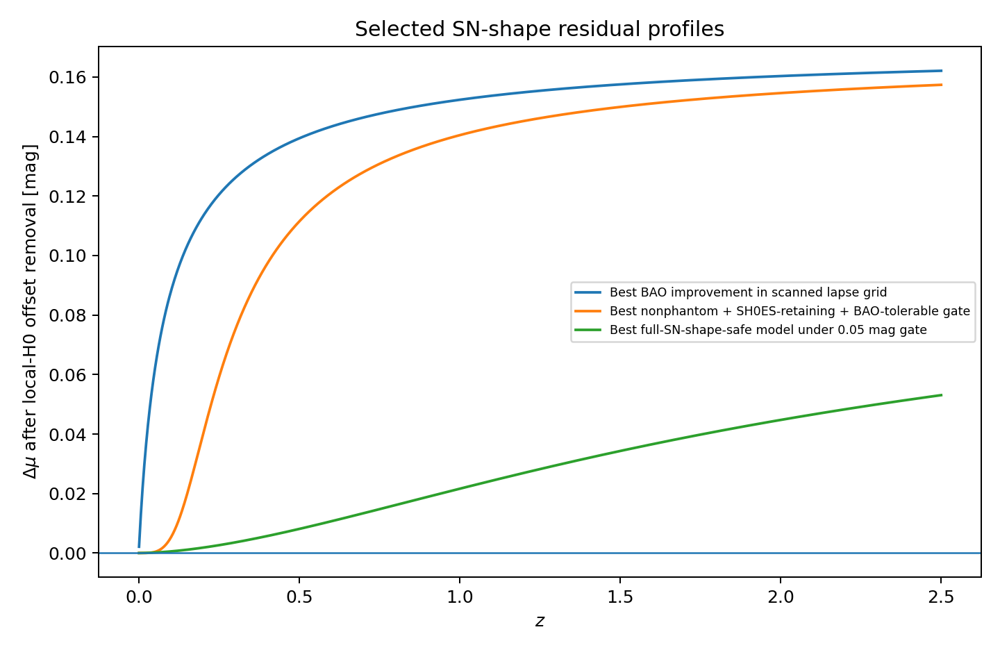 Selected SN-shape residual profiles
Δμ after local-H0 offset removal [mag]
0.16
0.14
0.12
0.10
0.08
0.06
0.04
0.02
0.00
Best BAO improvement in scanned lapse grid
Best nonphantom + SH0ES-retaining + BAO-tolerable gate
Best full-SN-shape-safe model under 0.05 mag gate
0.0 0.5 1.0 1.5 2.0 2.5
z